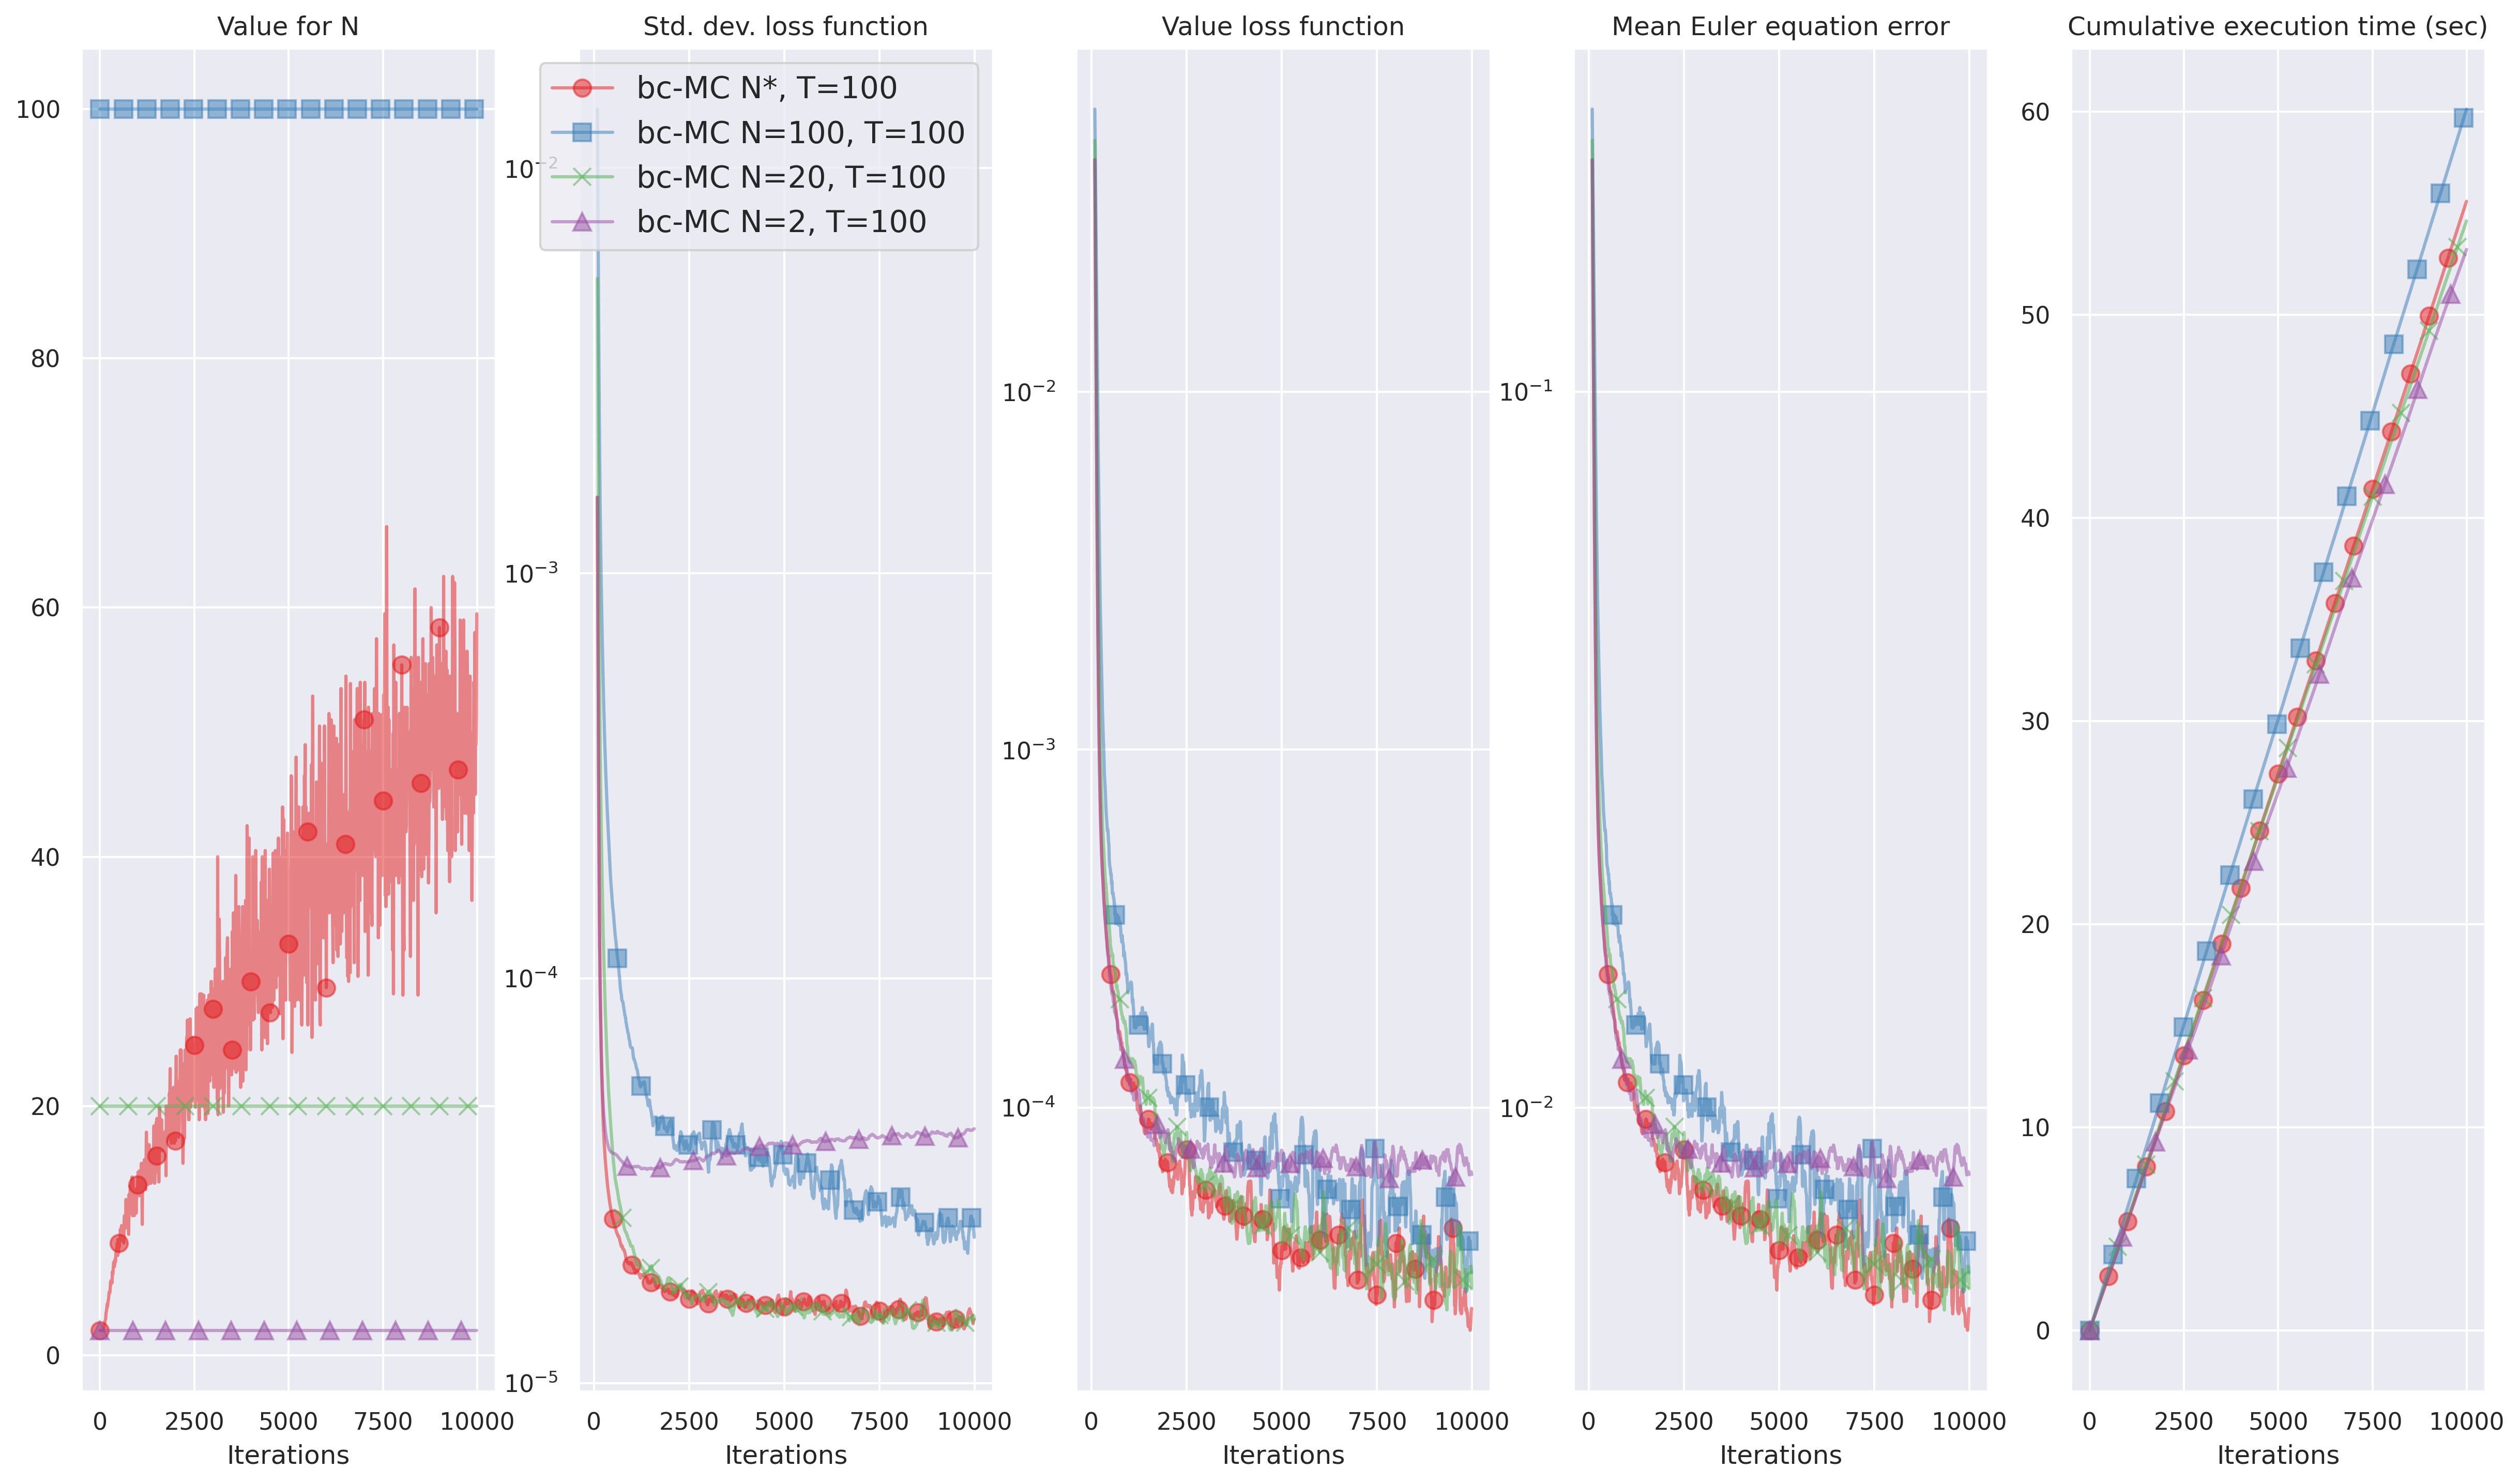 Value for N
Std. dev. loss function
Value loss function
Mean Euler equation error
Cumulative execution time (sec)
100
80
60
40
20
0
0 2500 5000 7500 10000
Iterations
bc-MC N*, T=100
bc-MC N=100, T=100
bc-MC N=20, T=100
bc-MC N=2, T=100
10⁻²
10⁻³
10⁻⁴
10⁻⁵
0 2500 5000 7500 10000
Iterations
10⁻²
10⁻³
10⁻⁴
0 2500 5000 7500 10000
Iterations
10⁻¹
10⁻²
0 2500 5000 7500 10000
Iterations
60
50
40
30
20
10
0
0 2500 5000 7500 10000
Iterations